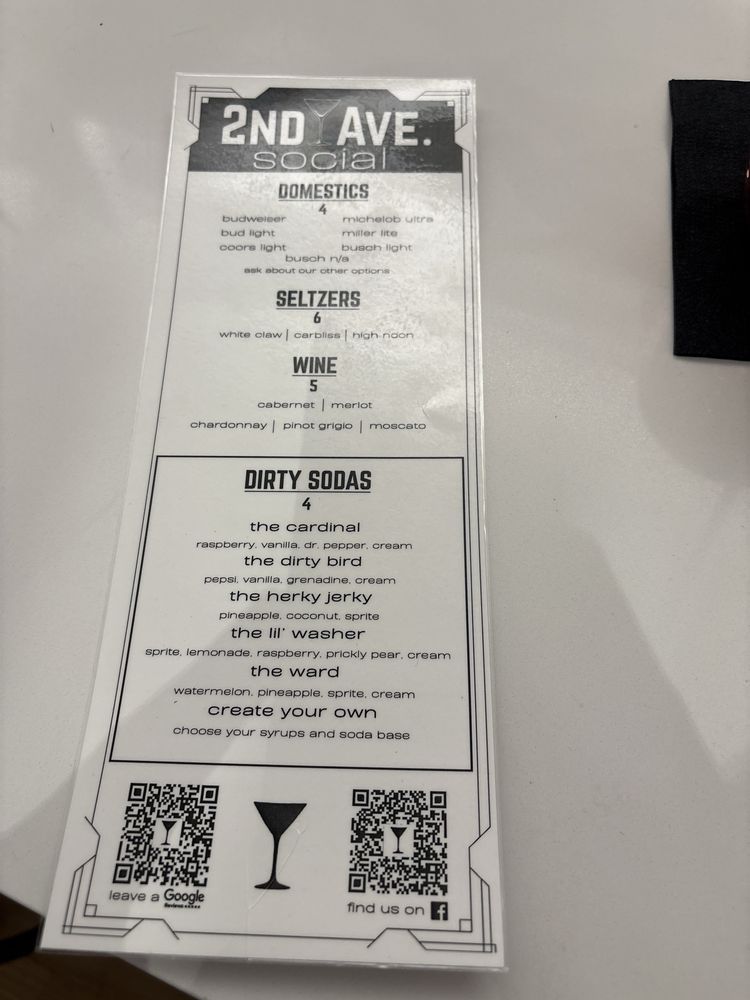 2ND AVE.
social
DOMESTICS
4
budweiser michelob ultra
bud light miller lite
coors light busch light
busch n/a
ask about our other options
SELTZERS
6
white claw | carbliss | high noon
WINE
5
cabernet | merlot
chardonnay | pinot grigio | moscato
DIRTY SODAS
4
the cardinal
raspberry, vanilla, dr. pepper, cream
the dirty bird
pepsi, vanilla, grenadine, cream
the herky jerky
pineapple, coconut, sprite
the lil' washer
sprite, lemonade, raspberry, prickly pear, cream
the ward
watermelon, pineapple, sprite, cream
create your own
choose your syrups and soda base
leave a Google
Reviews ★★★★★
find us on f